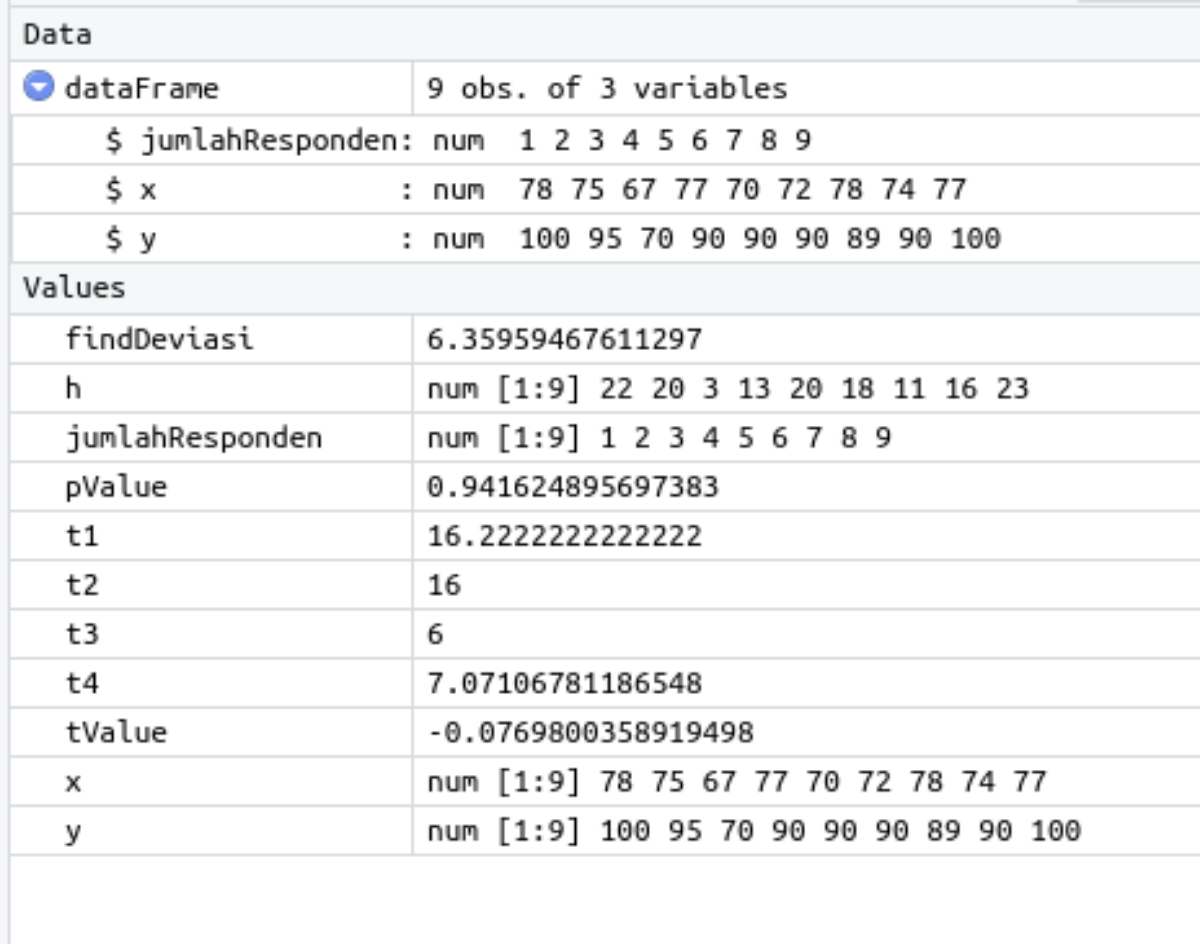 Data
dataFrame 9 obs. of 3 variables
$ jumlahResponden: num 1 2 3 4 5 6 7 8 9
$ x : num 78 75 67 77 70 72 78 74 77
$ y : num 100 95 70 90 90 90 89 90 100
Values
findDeviasi 6.35959467611297
h num [1:9] 22 20 3 13 20 18 11 16 23
jumlahResponden num [1:9] 1 2 3 4 5 6 7 8 9
pValue 0.941624895697383
t1 16.2222222222222
t2 16
t3 6
t4 7.07106781186548
tValue -0.0769800358919498
x num [1:9] 78 75 67 77 70 72 78 74 77
y num [1:9] 100 95 70 90 90 90 89 90 100